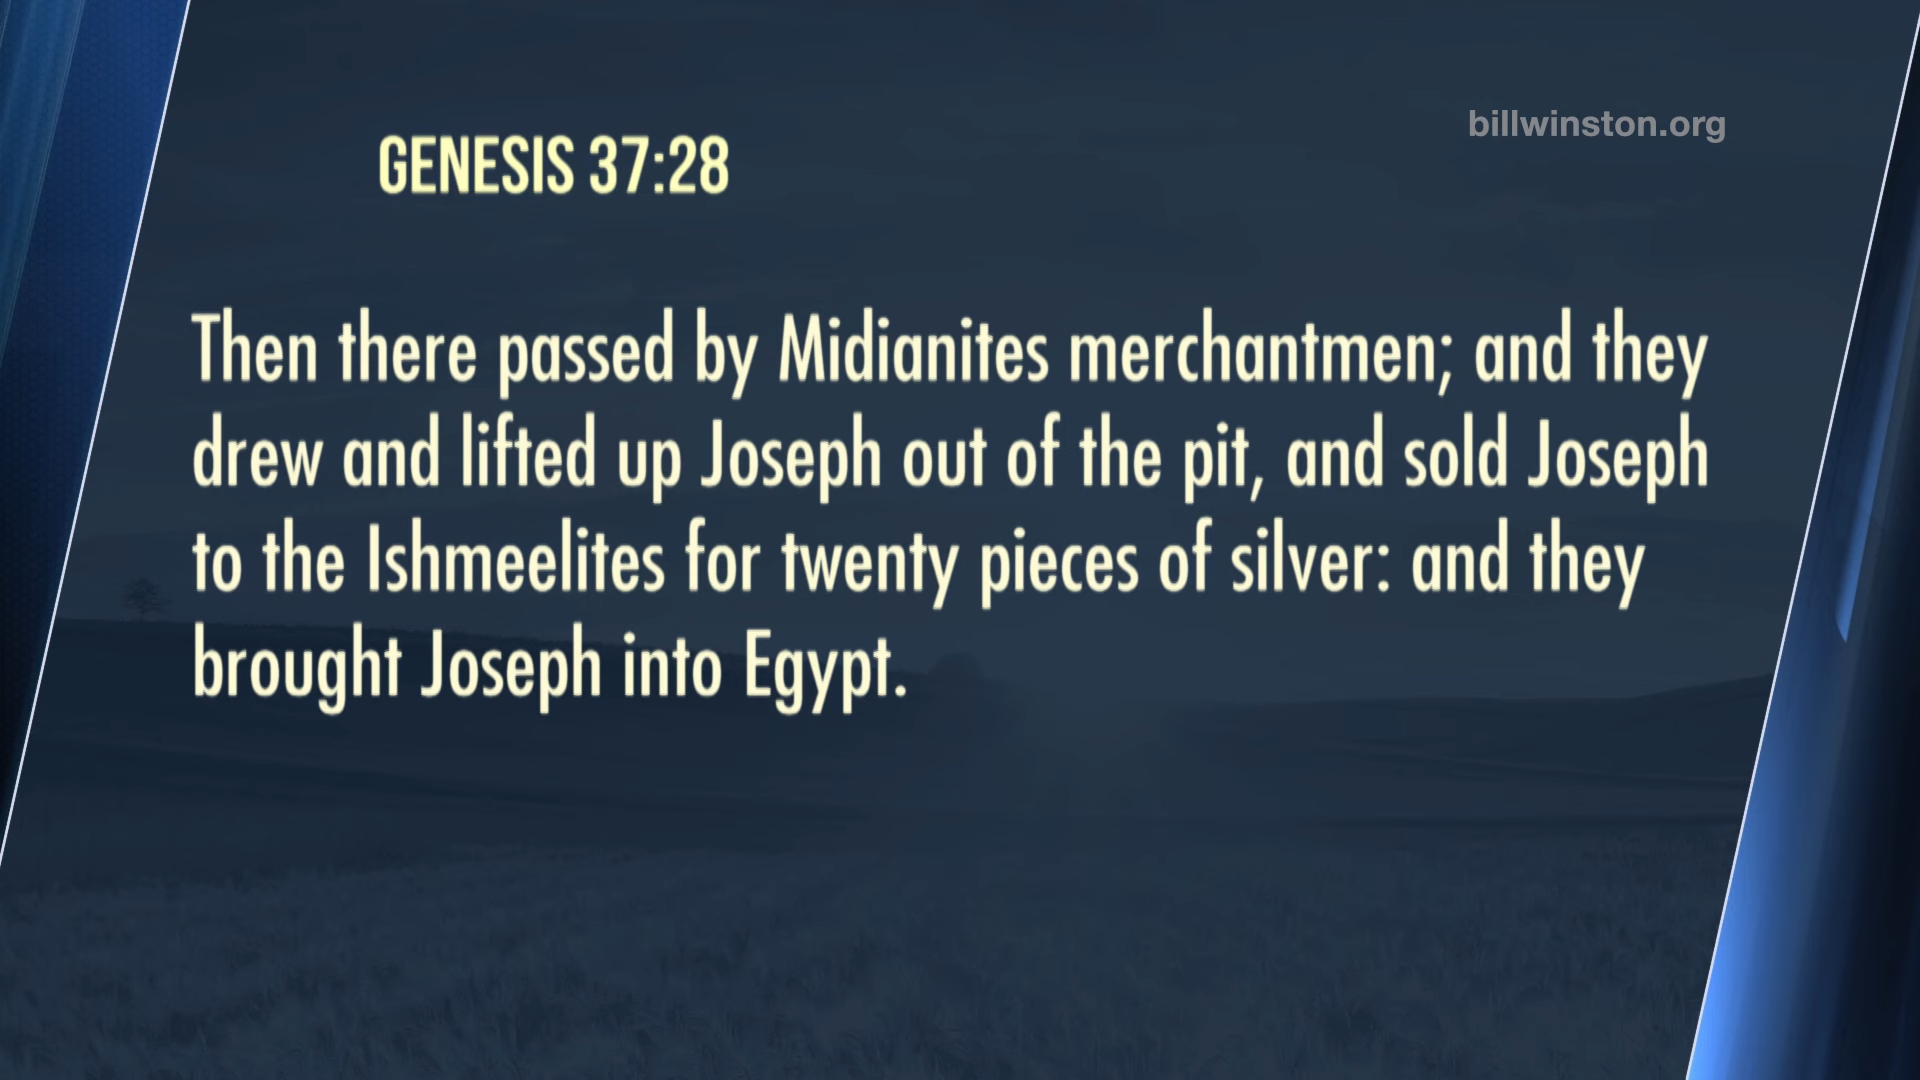 billwinston.org
GENESIS 37:28
Then there passed by Midianites merchantmen; and they
drew and lifted up Joseph out of the pit, and sold Joseph
to the Ishmeelites for twenty pieces of silver: and they
brought Joseph into Egypt.